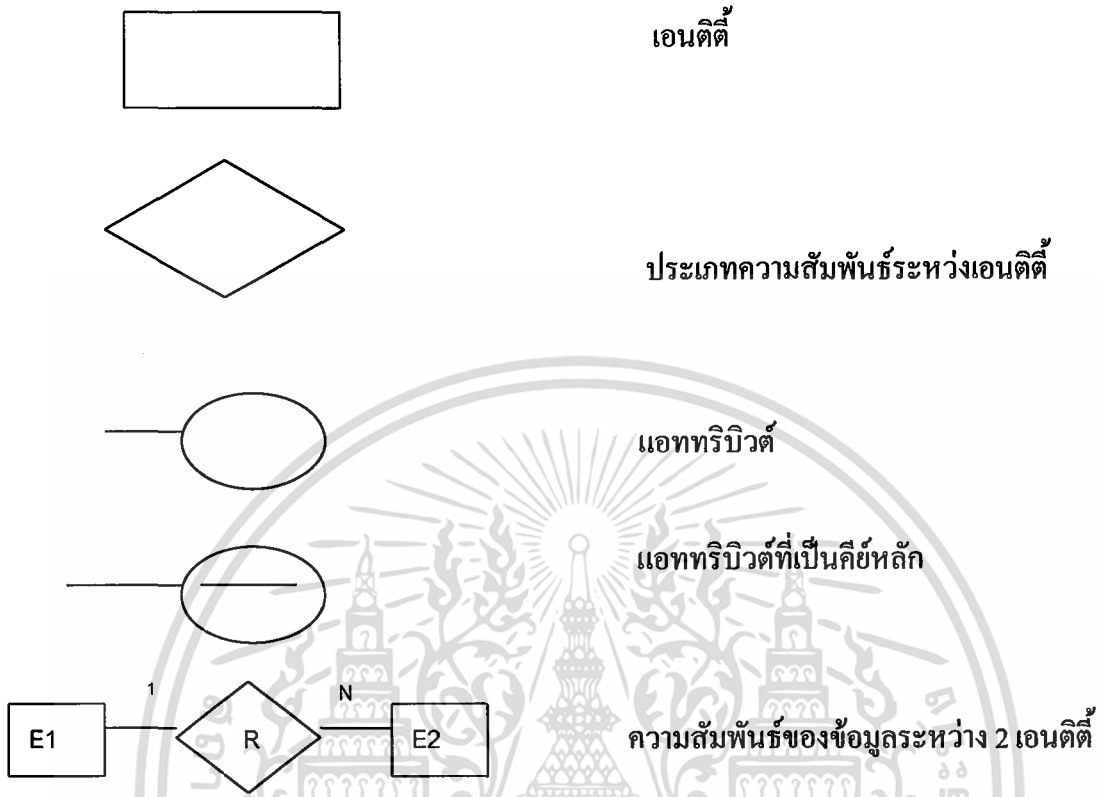 เอนติตี้
ประเภทความสัมพันธ์ระหว่งเอนติตี้
แอททริบิวต์
แอททริบิวต์ที่เป็นคีย์หลัก
E1 1 R N E2 ความสัมพันธ์ของข้อมูลระหว่าง 2 เอนติตี้